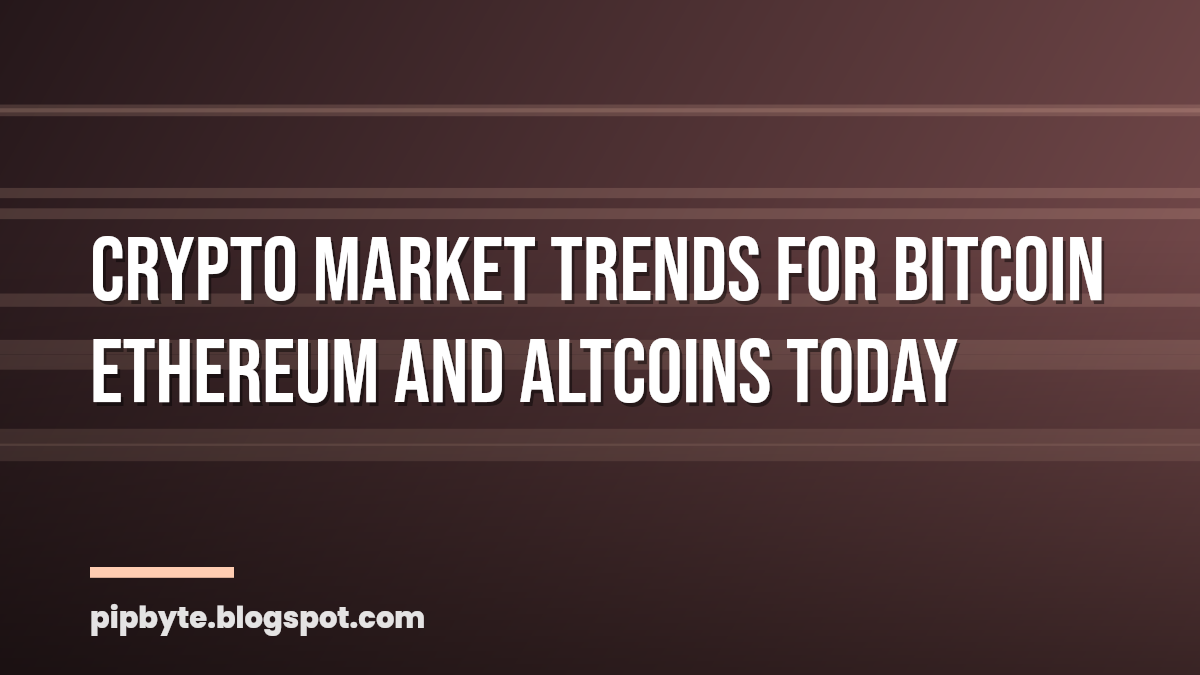 CRYPTO MARKET TRENDS FOR BITCOIN
ETHEREUM AND ALTCOINS TODAY
pipbyte.blogspot.com